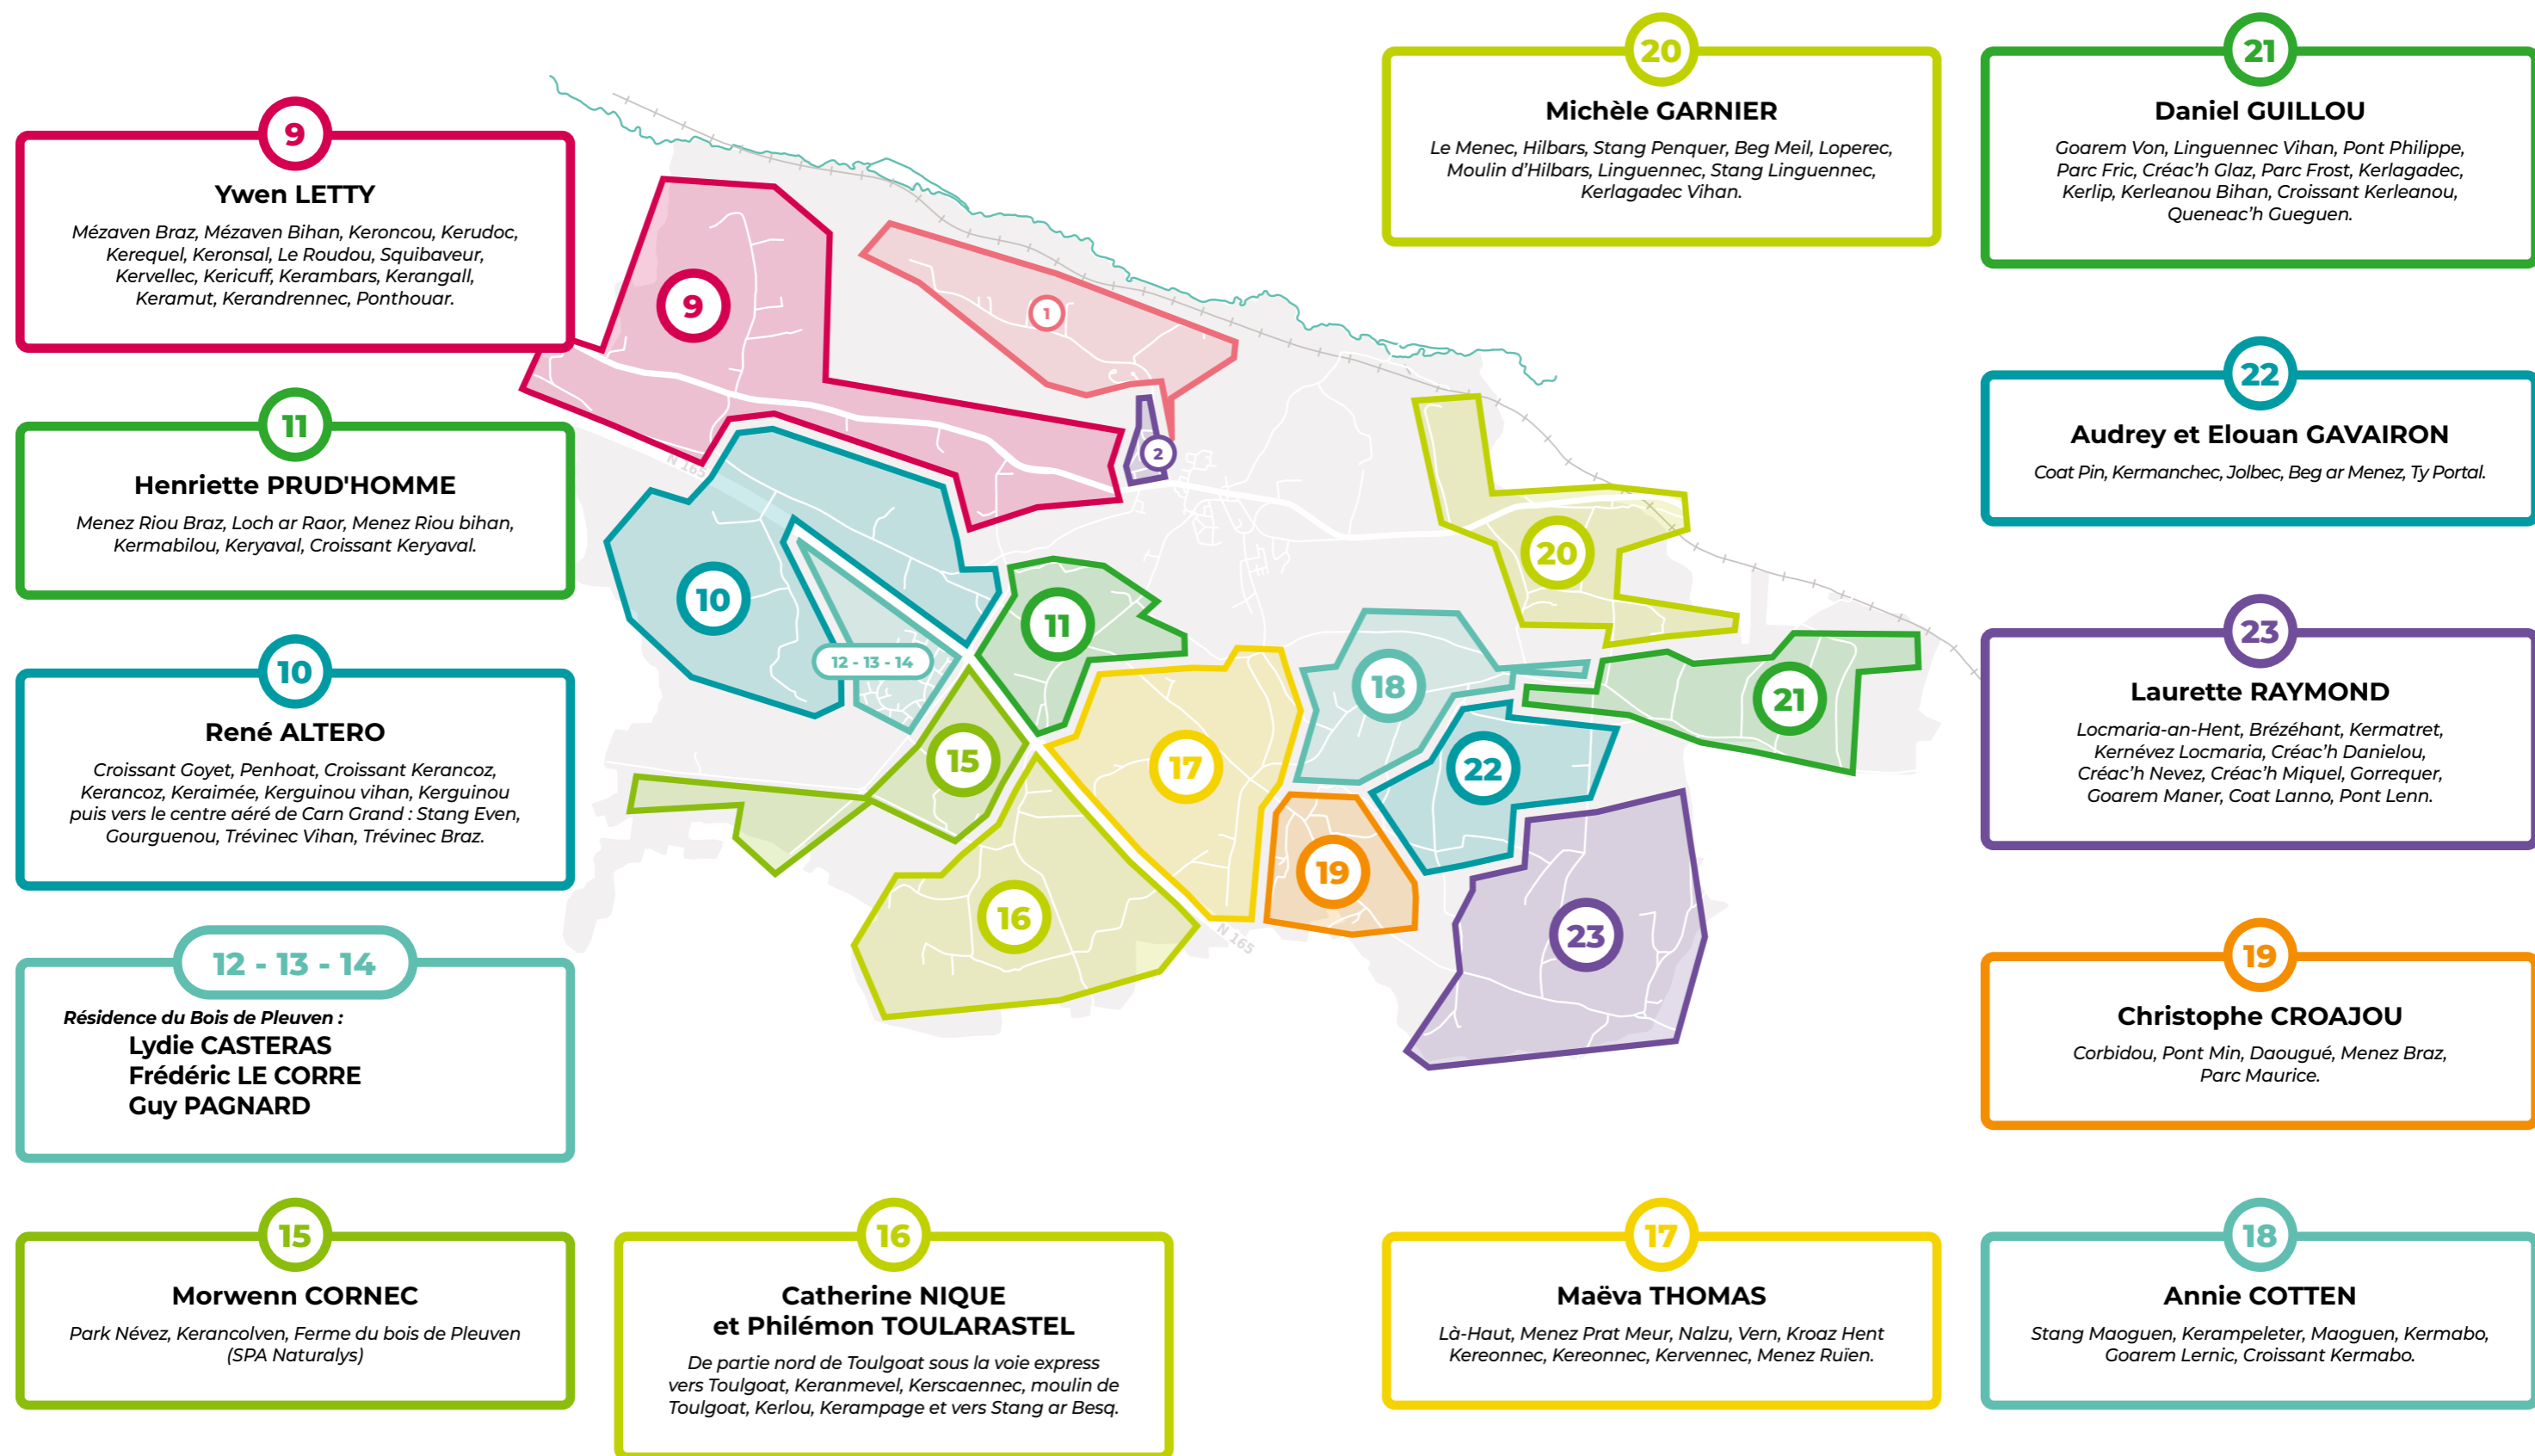 9
Ywen LETTY
Mézaven Braz, Mézaven Bihan, Keroncou, Kerudoc,
Kerequel, Keronsal, Le Roudou, Squibaveur,
Kervellec, Kericuff, Kerambars, Kerangall,
Keramut, Kerandrennec, Ponthouar.
11
Henriette PRUD'HOMME
Menez Riou Braz, Loch ar Raor, Menez Riou bihan,
Kermabilou, Keryaval, Croissant Keryaval.
10
René ALTERO
Croissant Goyet, Penhoat, Croissant Kerancoz,
Kerancoz, Keraimée, Kerguinou vihan, Kerguinou
puis vers le centre aéré de Carn Grand : Stang Even,
Gourguenou, Trévinec Vihan, Trévinec Braz.
12 - 13 - 14
Résidence du Bois de Pleuven :
Lydie CASTERAS
Frédéric LE CORRE
Guy PAGNARD
15
Morwenn CORNEC
Park Névez, Kerancolven, Ferme du bois de Pleuven
(SPA Naturalys)
16
Catherine NIQUE
et Philémon TOULARASTEL
De partie nord de Toulgoat sous la voie express
vers Toulgoat, Keranmevel, Kerscaennec, moulin de
Toulgoat, Kerlou, Kerampage et vers Stang ar Besq.
17
Maëva THOMAS
Là-Haut, Menez Prat Meur, Nalzu, Vern, Kroaz Hent
Kereonnec, Kereonnec, Kervennec, Menez Ruïen.
18
Annie COTTEN
Stang Maoguen, Kerampeleter, Maoguen, Kermabo,
Goarem Lernic, Croissant Kermabo.
19
Christophe CROAJOU
Corbidou, Pont Min, Daougué, Menez Braz,
Parc Maurice.
20
Michèle GARNIER
Le Menec, Hilbars, Stang Penquer, Beg Meil, Loperec,
Moulin d'Hilbars, Linguennec, Stang Linguennec,
Kerlagadec Vihan.
21
Daniel GUILLOU
Goarem Von, Linguennec Vihan, Pont Philippe,
Parc Fric, Créac'h Glaz, Parc Frost, Kerlagadec,
Kerlip, Kerleanou Bihan, Croissant Kerleanou,
Queneac'h Gueguen.
22
Audrey et Elouan GAVAIRON
Coat Pin, Kermanchec, Jolbec, Beg ar Menez, Ty Portal.
23
Laurette RAYMOND
Locmaria-an-Hent, Brézéhant, Kermatret,
Kernévez Locmaria, Créac'h Danielou,
Créac'h Nevez, Créac'h Miquel, Gorrequer,
Goarem Maner, Coat Lanno, Pont Lenn.
9
1
2
N 165
20
10
11
12 - 13 - 14
18
21
15
17
22
19
16
23
N 165